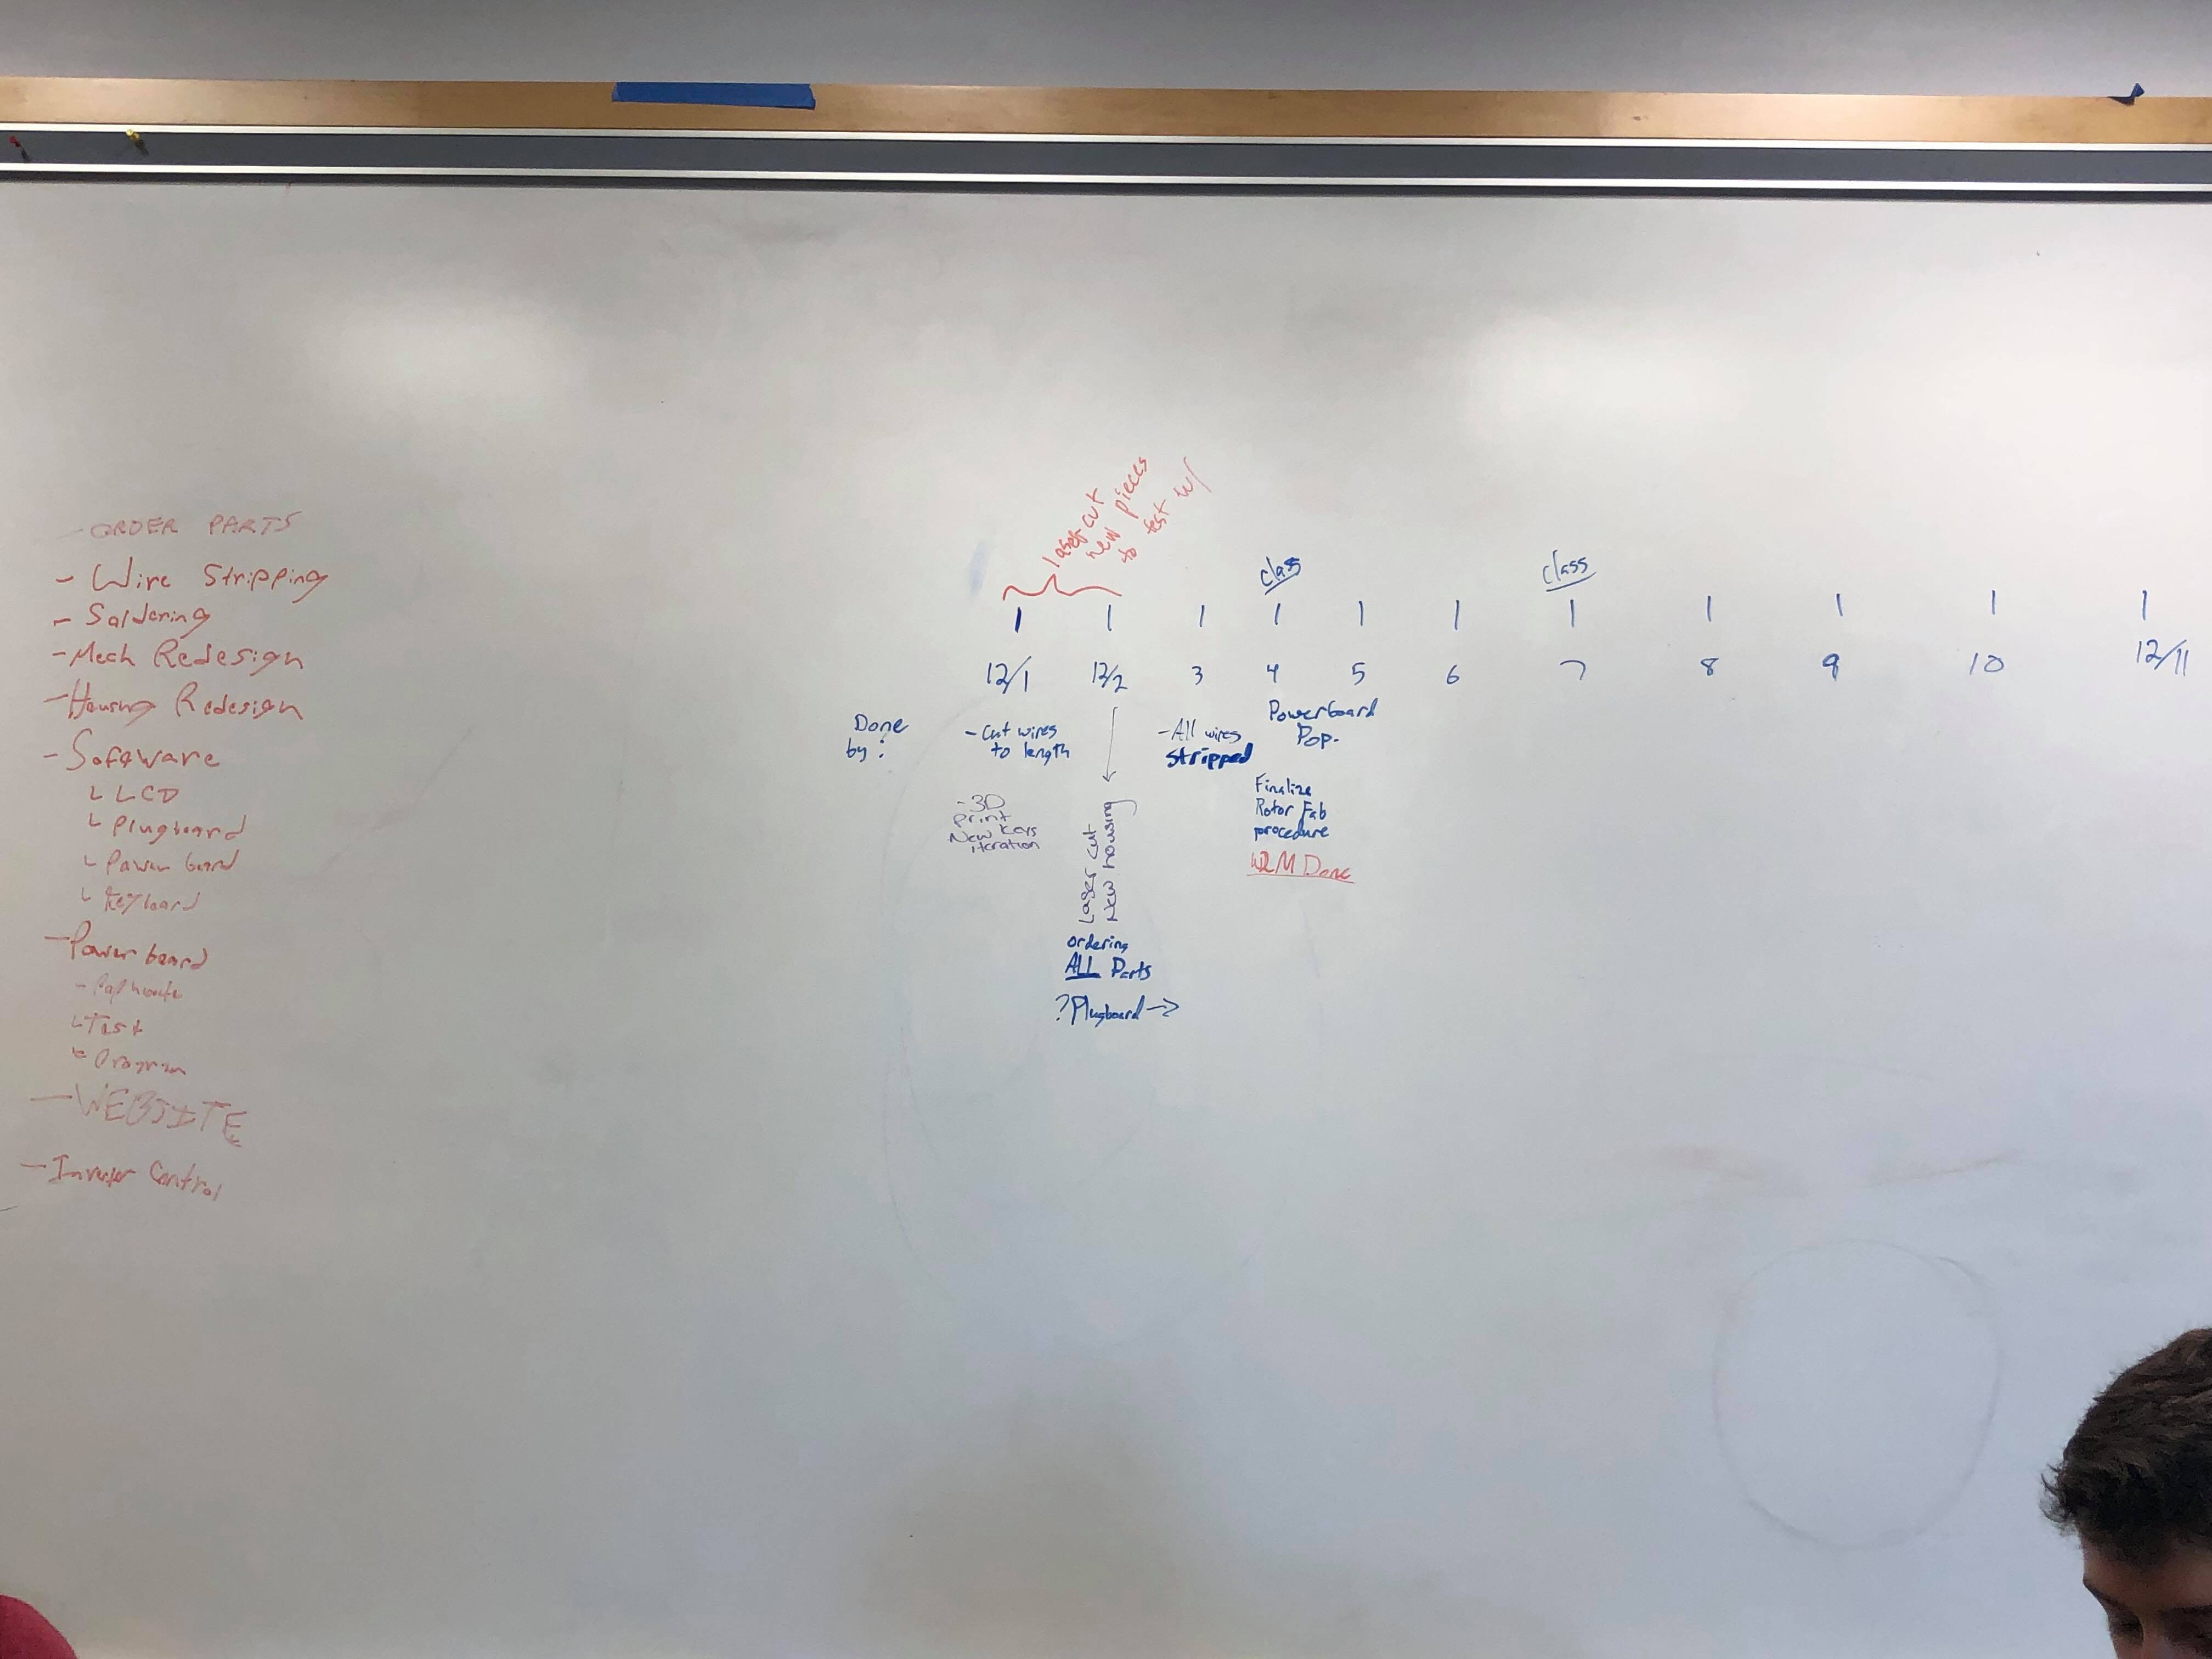 - ORDER PARTS
- Wire Stripping
- Soldering
- Mech Redesign
- Housing Redesign
- Software
L LCD
L Plugboard
L Power board
L Keyboard
- Power board
L Test
L Program
- WEBSITE
- Control
laser cut
new pieces
to test w/
class
class
12/1 12/2 3 4 5 6 7 8 9 10 12/11
Done
by:
- Cut wires
to length
- 3D
print
New Keys
iteration
Laser cut
New housing
ordering
ALL Parts
? Plugboard →
- All wires
stripped
Powerboard
Pop.
Finalize
Rotor Fab
procedure
Done